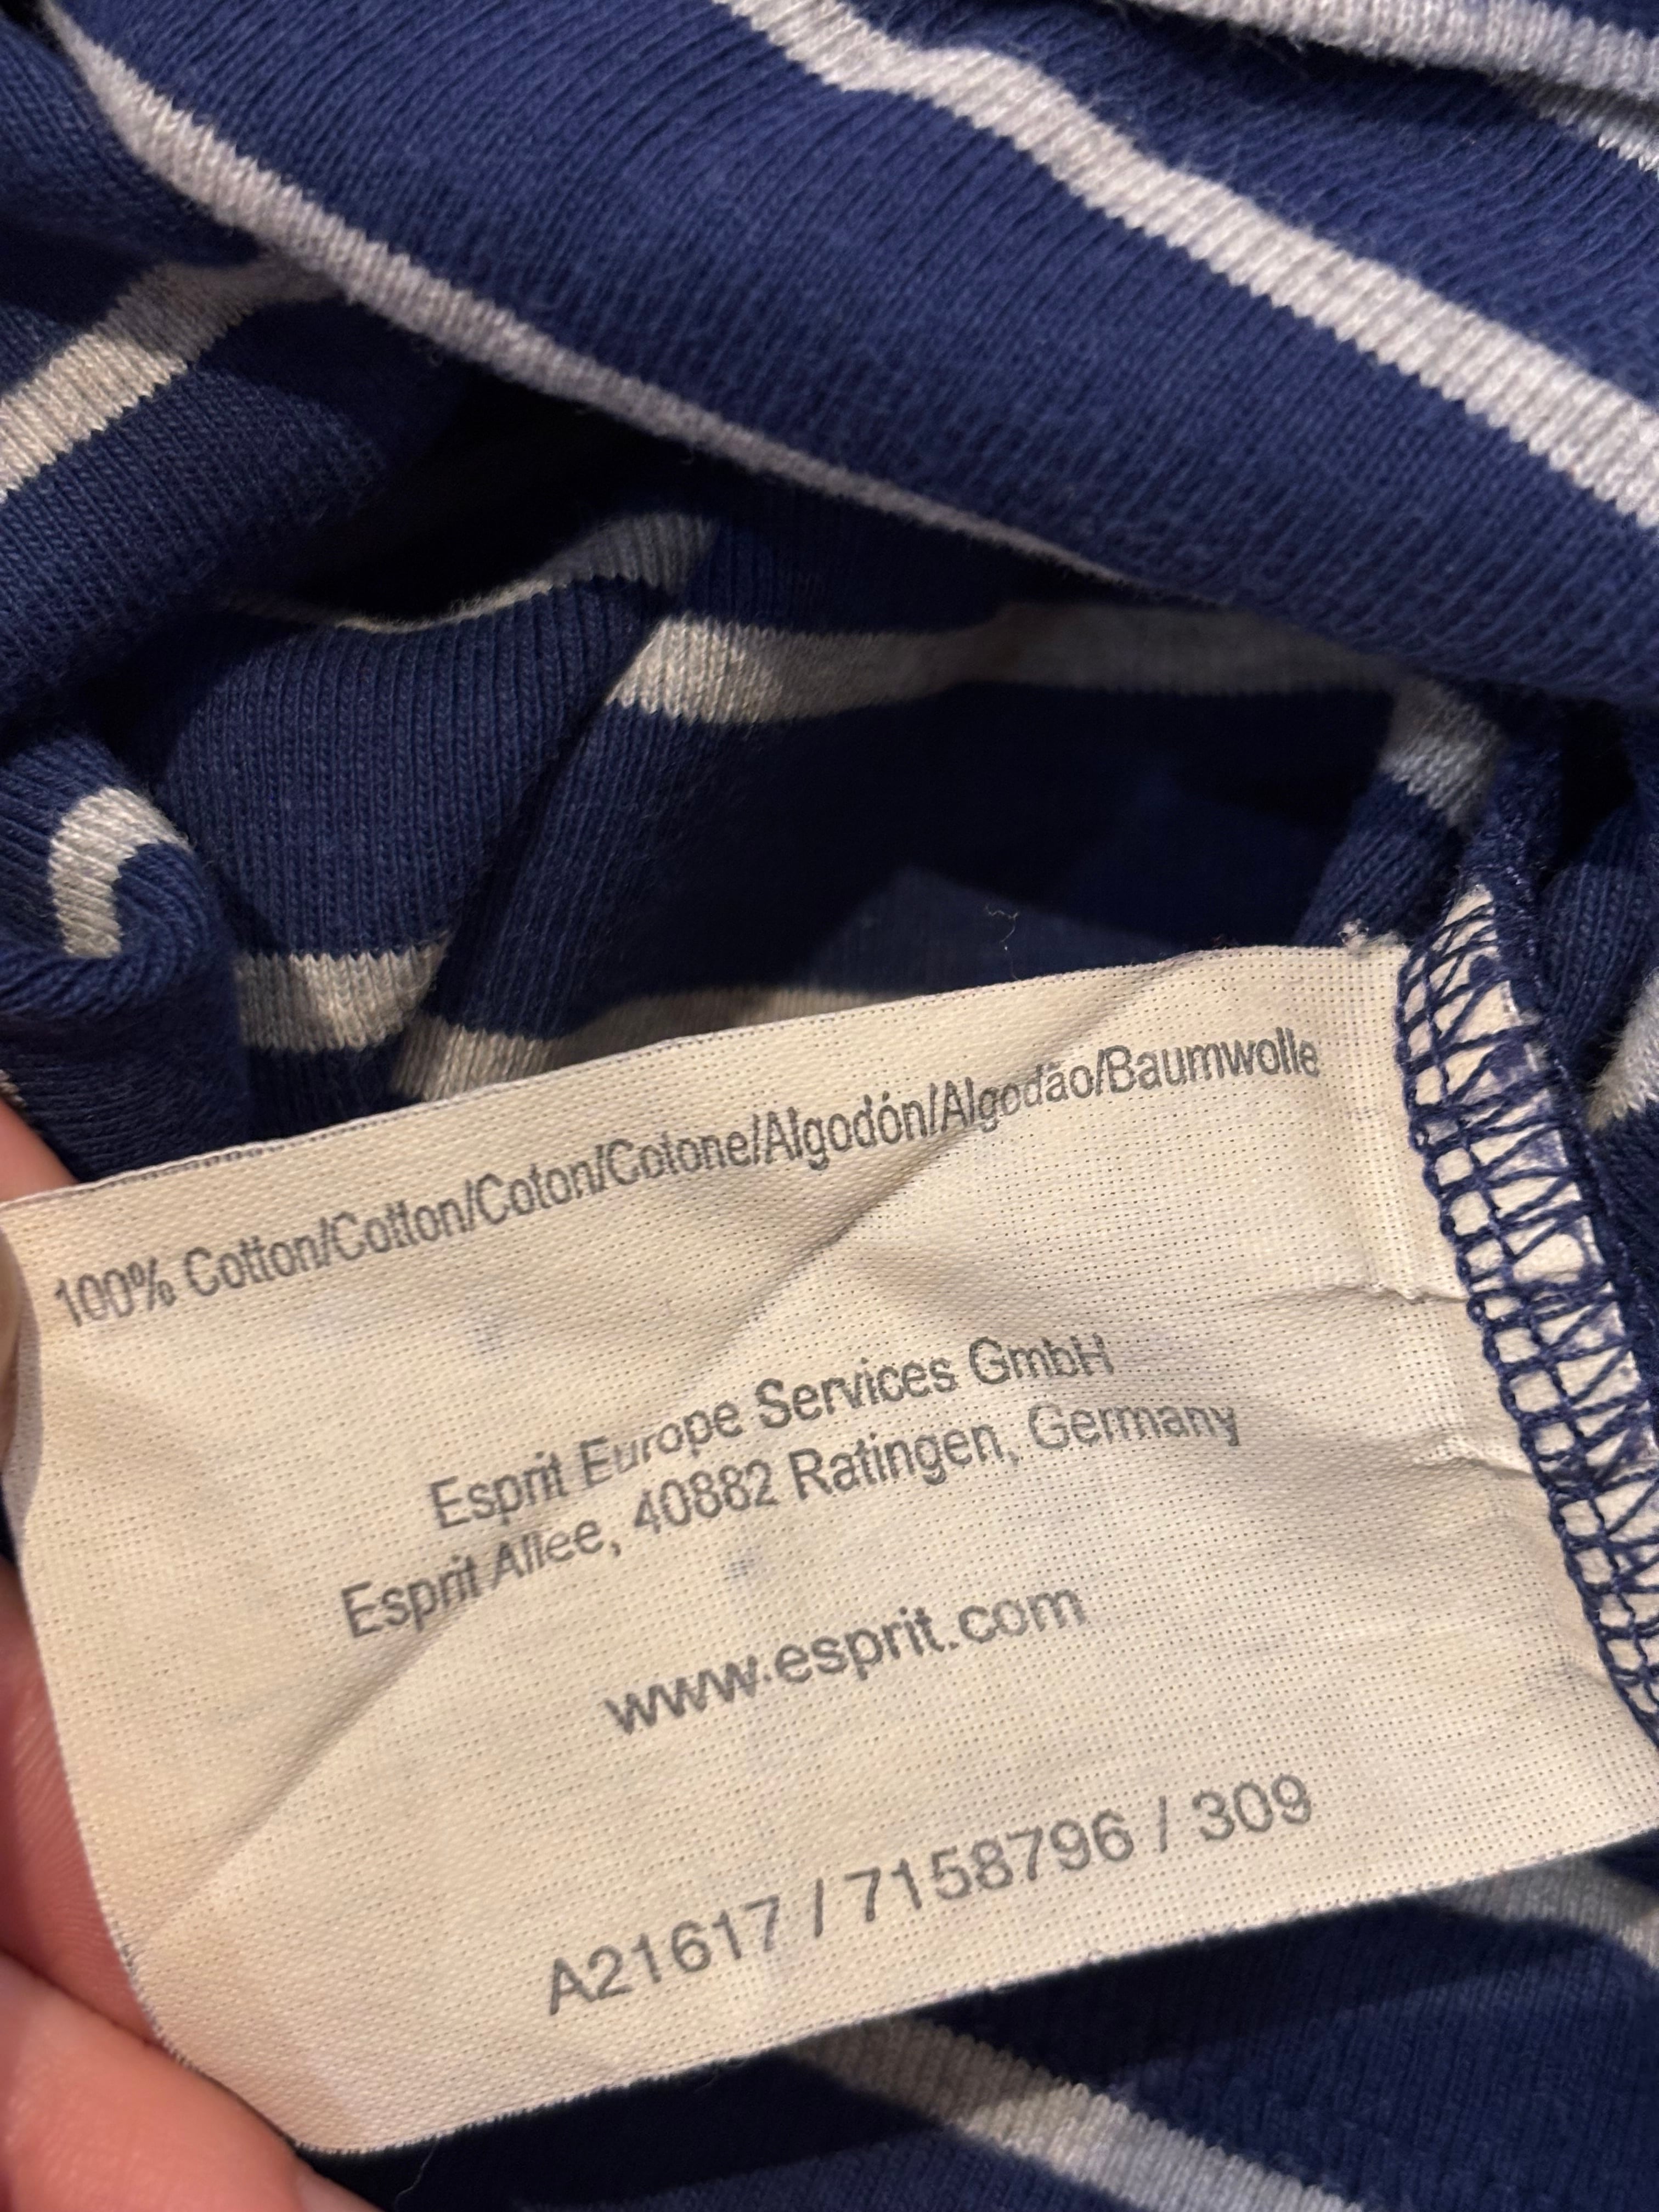 100% Cotton/Cotton/Coton/Cotone/Algodón/Algodão/Baumwolle
Esprit Europe Services GmbH
Esprit Allee, 40882 Ratingen, Germany
www.esprit.com
A21617 / 7158796 / 309